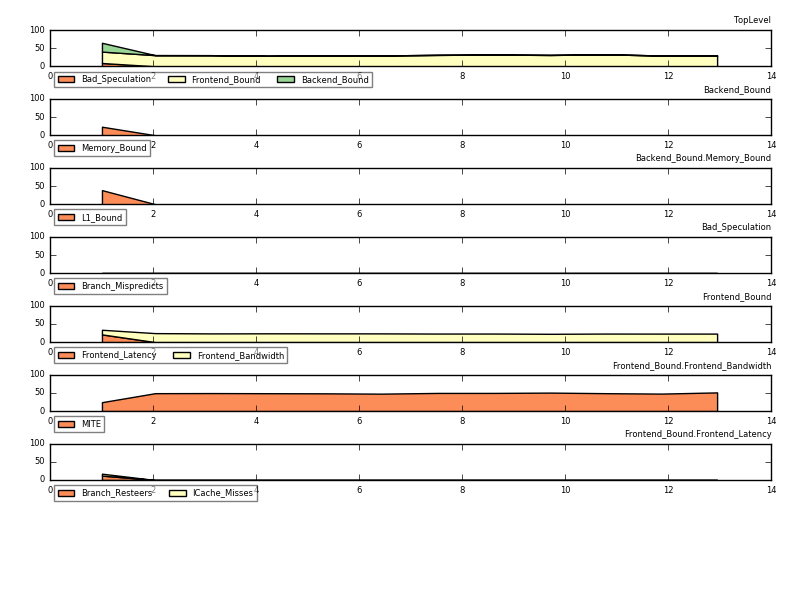 TopLevel
100
50
0
0 2 4 6 8 10 12 14
Bad_Speculation Frontend_Bound Backend_Bound
Backend_Bound
100
50
0
0 2 4 6 8 10 12 14
Memory_Bound
Backend_Bound.Memory_Bound
100
50
0
0 2 4 6 8 10 12 14
L1_Bound
Bad_Speculation
100
50
0
0 2 4 6 8 10 12 14
Branch_Mispredicts
Frontend_Bound
100
50
0
0 2 4 6 8 10 12 14
Frontend_Latency Frontend_Bandwidth
Frontend_Bound.Frontend_Bandwidth
100
50
0
0 2 4 6 8 10 12 14
MITE
Frontend_Bound.Frontend_Latency
100
50
0
0 2 4 6 8 10 12 14
Branch_Resteers ICache_Misses